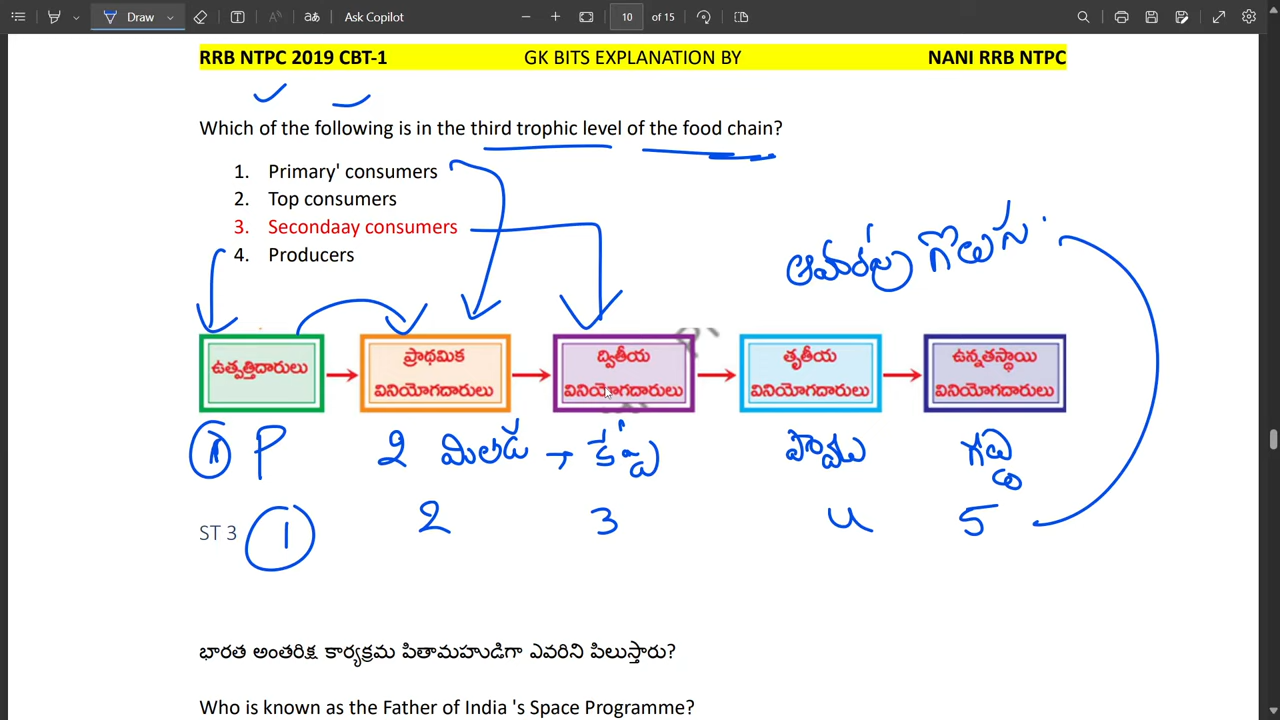 Draw
Ask Copilot
10 of 15
RRB NTPC 2019 CBT-1 GK BITS EXPLANATION BY NANI RRB NTPC
Which of the following is in the third trophic level of the food chain?
1. Primary' consumers
2. Top consumers
3. Secondaay consumers
4. Producers
ఆహారపు గొలుసు
ఉత్పత్తిదారులు ప్రాథమిక వినియోగదారులు ద్వితీయ వినియోగదారులు తృతీయ వినియోగదారులు ఉన్నతస్థాయి వినియోగదారులు
P 2 మిలడే → కప్ప పాము గద్ద
ST 3 1 2 3 4 5
భారత అంతరిక్ష కార్యక్రమ పితామహుడిగా ఎవరిని పిలుస్తారు?
Who is known as the Father of India 's Space Programme?